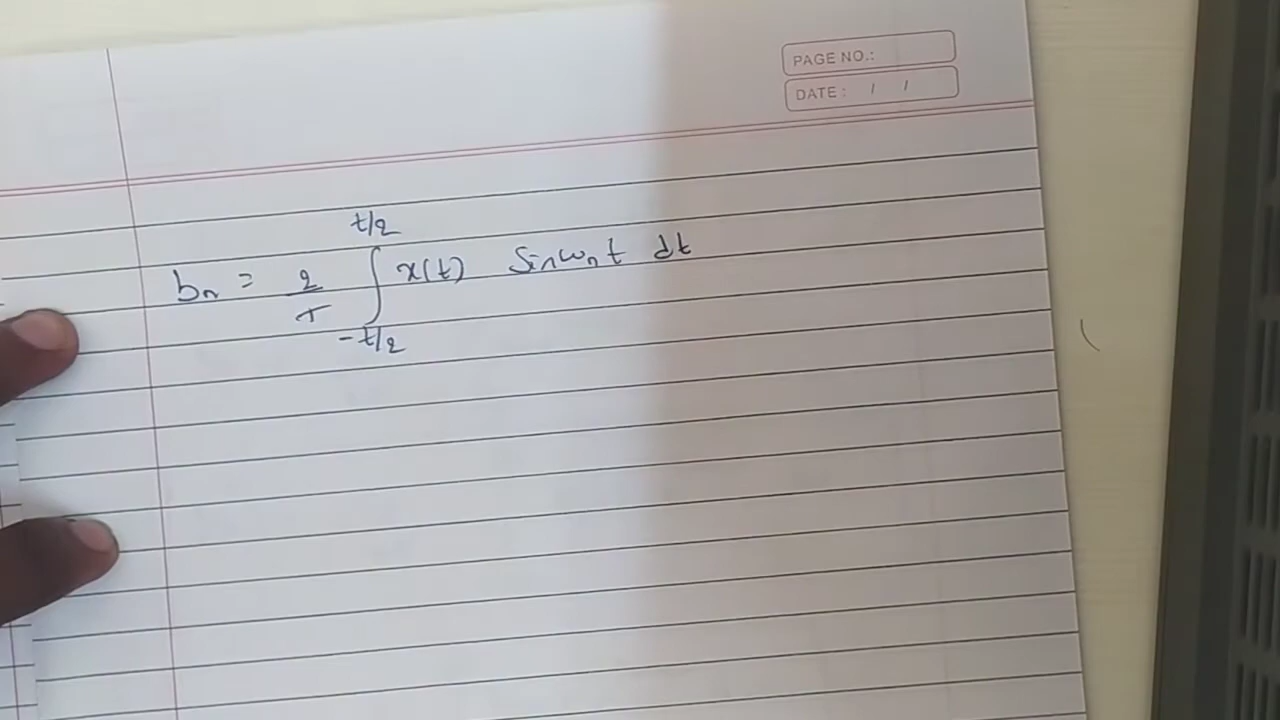 PAGE NO.:
DATE : / /
t/2
bₙ = 2/T ∫ x(t) Sinωₙt dt
-t/2